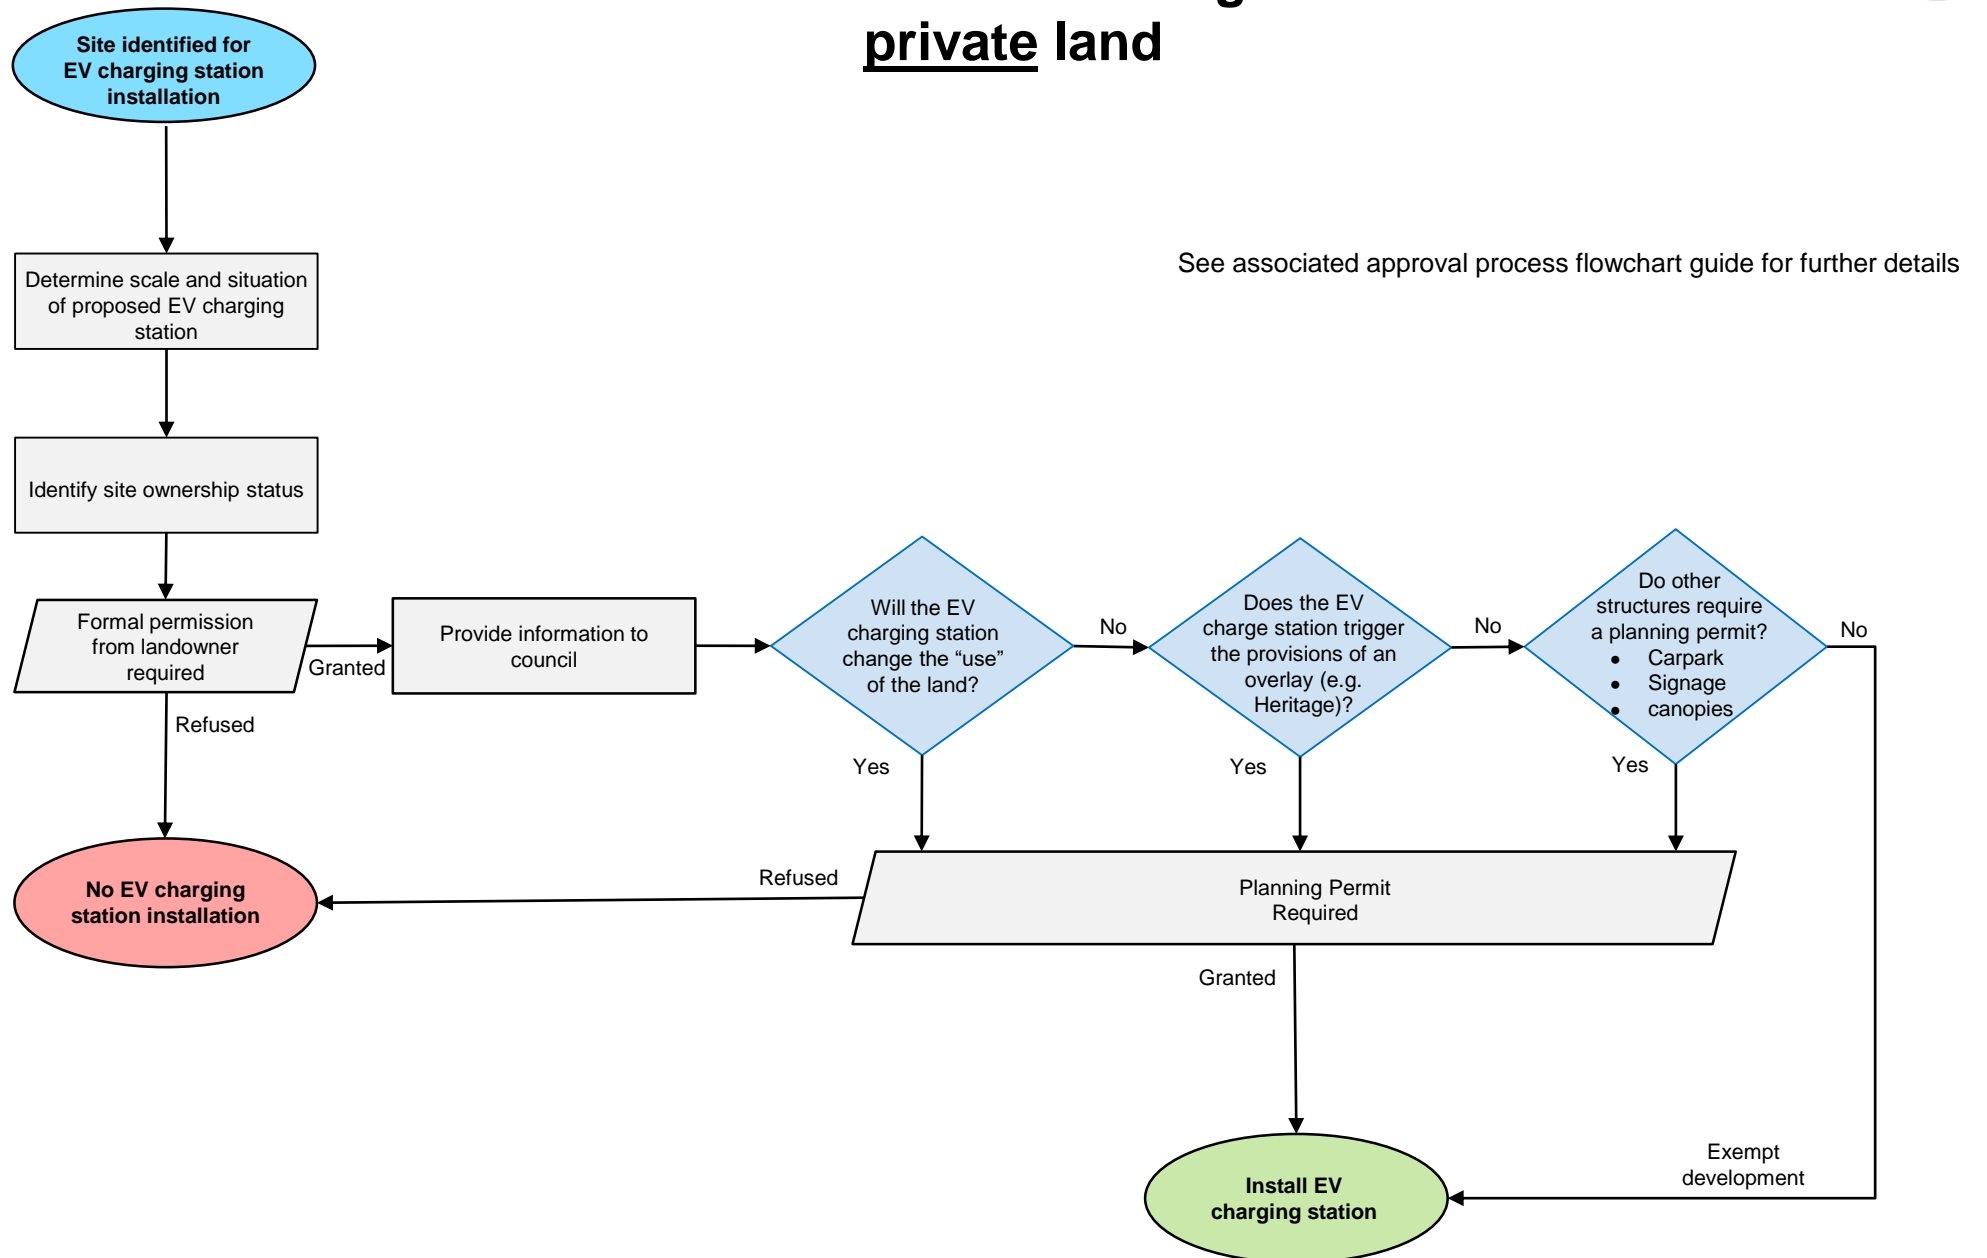 private land
Site identified for
EV charging station
installation
See associated approval process flowchart guide for further details
Determine scale and situation
of proposed EV charging
station
Identify site ownership status
Formal permission
from landowner
required
Granted
Refused
Provide information to
council
Will the EV
charging station
change the “use”
of the land?
No
Yes
Does the EV
charge station trigger
the provisions of an
overlay (e.g.
Heritage)?
No
Yes
Do other
structures require
a planning permit?
• Carpark
• Signage
• canopies
No
Yes
Planning Permit
Required
Refused
Granted
No EV charging
station installation
Exempt
development
Install EV
charging station